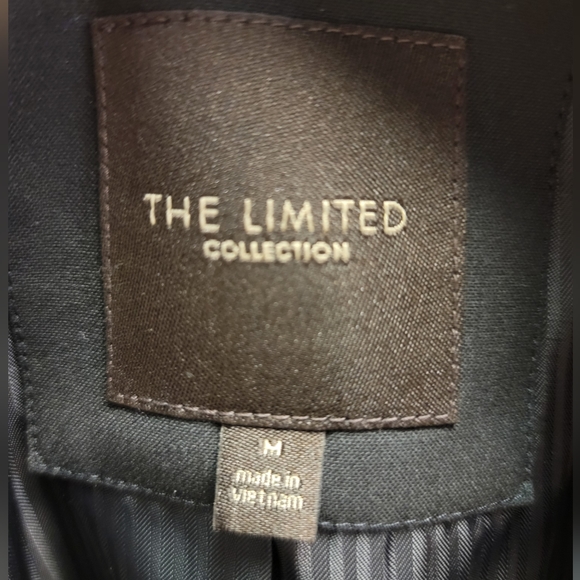 THE LIMITED
COLLECTION
M
made in
Vietnam